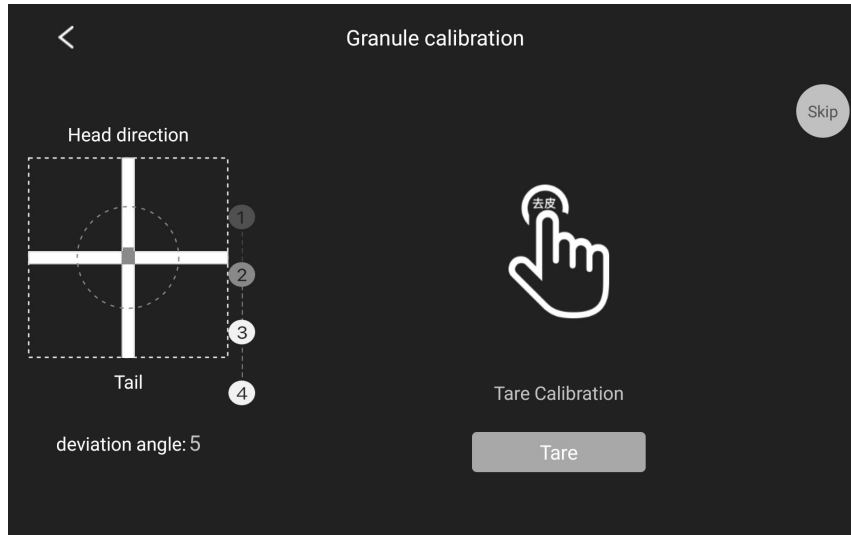 Granule calibration
Skip
Head direction
1
2
3
4
Tail
deviation angle: 5
去皮
Tare Calibration
Tare